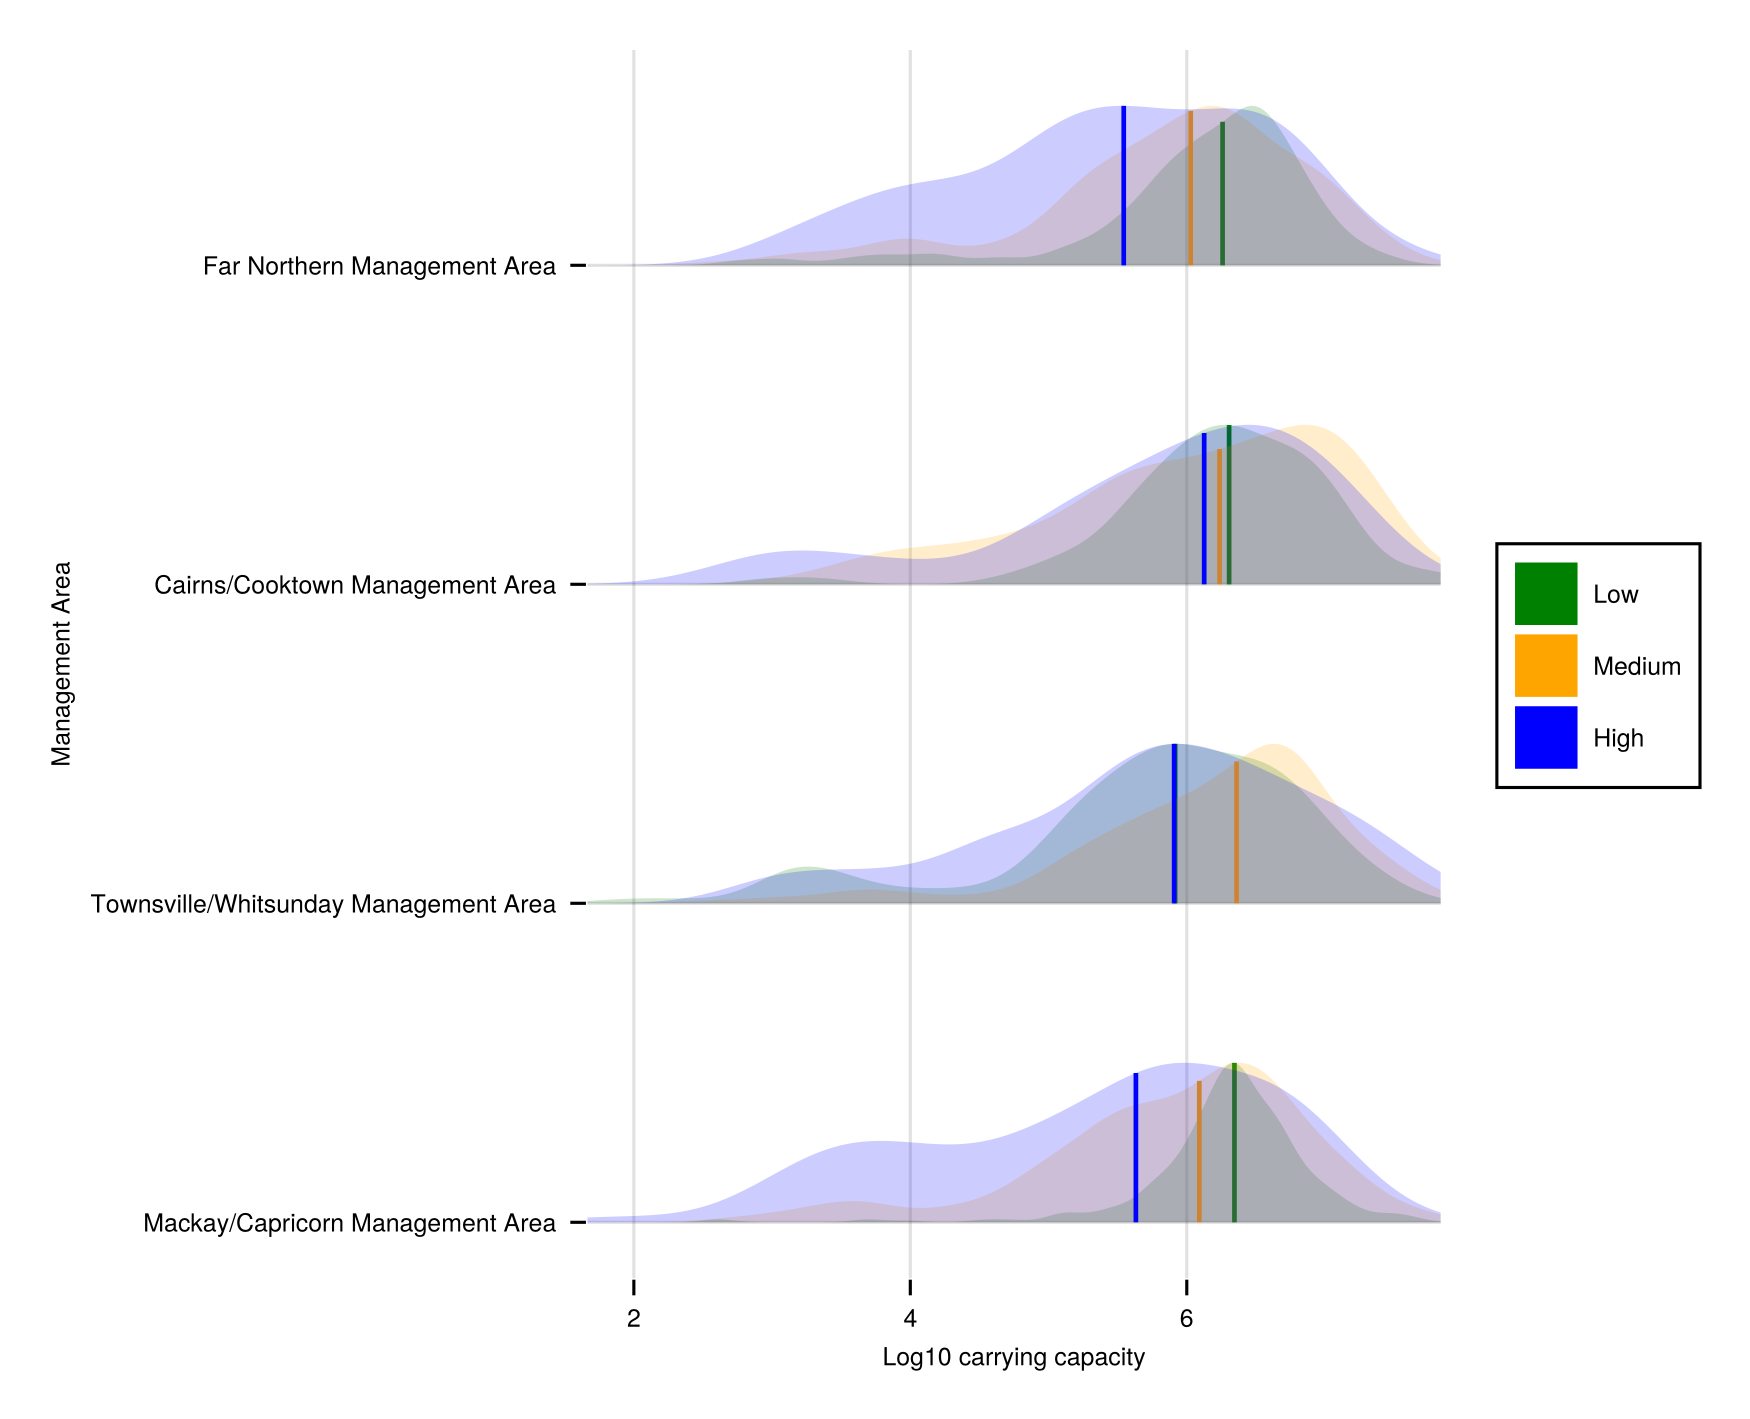 Far Northern Management Area
Cairns/Cooktown Management Area
Townsville/Whitsunday Management Area
Mackay/Capricorn Management Area
Management Area
2
4
6
Log10 carrying capacity
Low
Medium
High